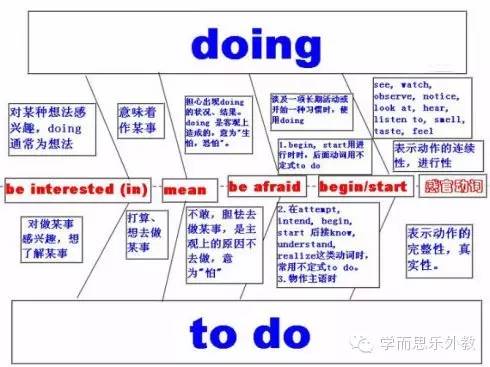 doing
对某种想法感
兴趣，doing
通常为想法
意味着
作某事
担心出现doing
的状况、结果。
doing 是客观上
造成的，意为"生
怕，恐怕"。
谈及一项长期活动或
开始一种习惯时，使
用doing
1.begin, start用进
行时时，后面动词用不
定式to do
see, watch,
observe, notice,
look at, hear,
listen to, smell,
taste, feel
表示动作的连续
性，进行性
be interested (in)
mean
be afraid
begin/start
感官动词
对做某事
感兴趣，想
了解某事
打算、
想去做
某事
不敢，胆怯去
做某事，是主
观上的原因不
去做，意
为"怕"
2.在attempt,
intend, begin,
start 后接know,
understand,
realize这类动词时，
常用不定式to do。
3.物作主语时
表示动作的
完整性，真
实性。
to do
学而思乐外教